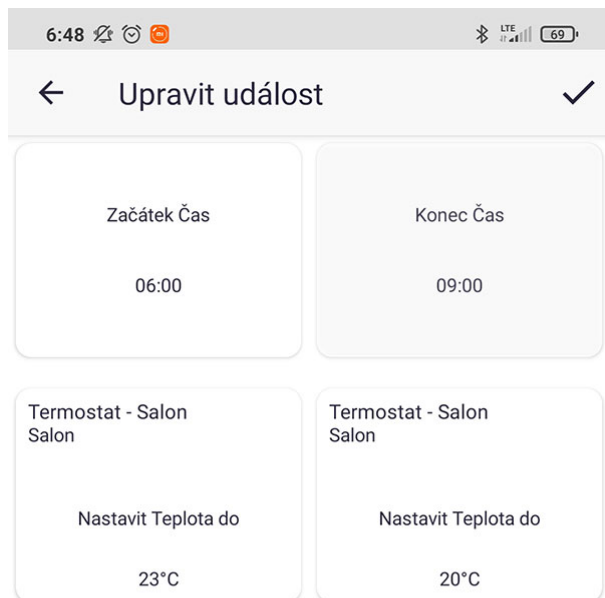 6:48 LTE 69
Upravit událost
Začátek Čas
06:00
Konec Čas
09:00
Termostat - Salon
Salon
Nastavit Teplota do
23°C
Termostat - Salon
Salon
Nastavit Teplota do
20°C